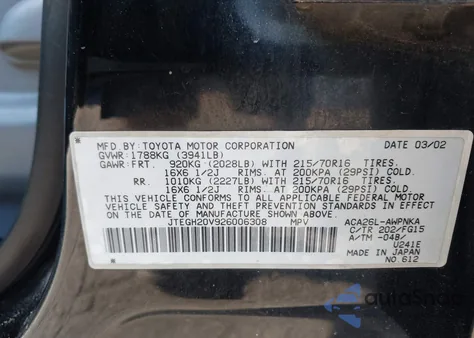 MFD. BY: TOYOTA MOTOR CORPORATION DATE 03/02
GVWR: 1788KG (3941LB)
GAWR: FRT. 920KG (2028LB) WITH 215/70R16 TIRES.
16X6 1/2J RIMS, AT 200KPA (29PSI) COLD.
RR. 1010KG (2227LB) WITH 215/70R16 TIRES.
16X6 1/2J RIMS, AT 200KPA (29PSI) COLD.
THIS VEHICLE CONFORMS TO ALL APPLICABLE FEDERAL MOTOR
VEHICLE SAFETY STANDARDS IN EFFECT ON THE DATE OF
MANUFACTURE SHOWN ABOVE.
JTEGH20V926006308 MPV ACA26L-AWPNKA
C/TR 202/FG15
A/TM -048/
U241E
MADE IN JAPAN
NO.612
autoSnap